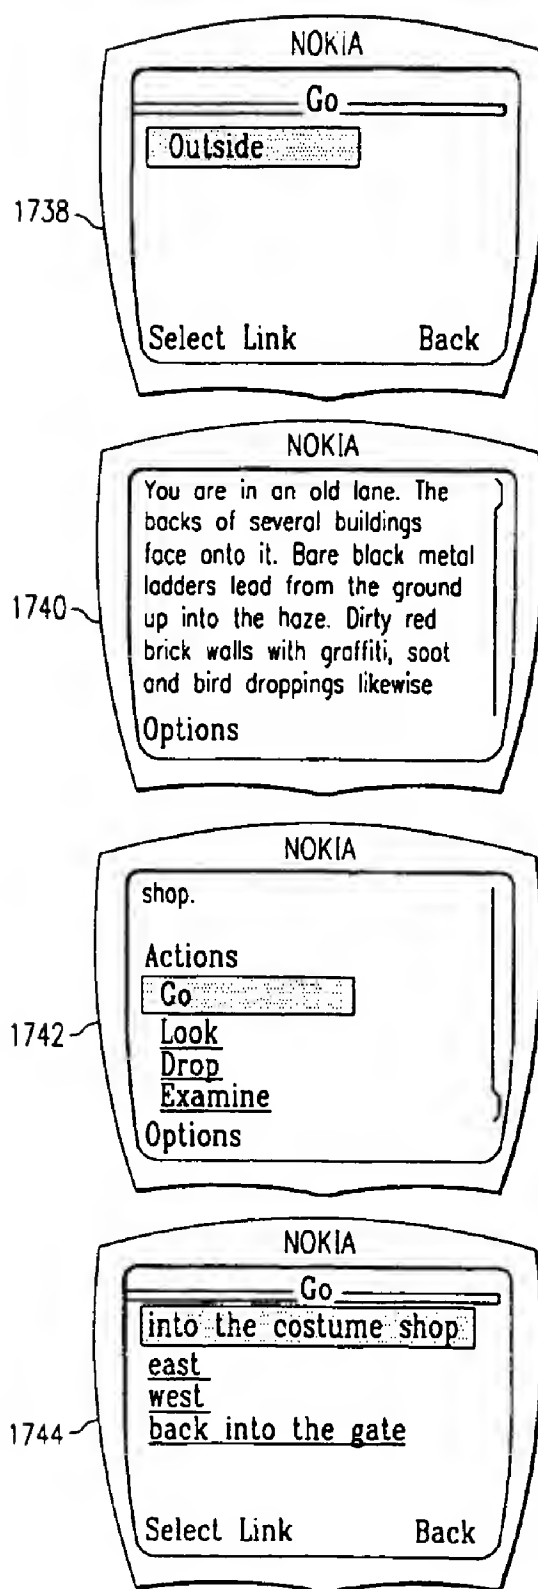 NOKIA
Go
Outside
1738
Select Link Back
NOKIA
You are in an old lane. The
backs of several buildings
face onto it. Bare black metal
ladders lead from the ground
1740
up into the haze. Dirty red
brick walls with graffiti, soot
and bird droppings likewise
Options
NOKIA
shop.
Actions
Go
1742
Look
Drop
Examine
Options
NOKIA
Go
into the costume shop
east
west
1744
back into the gate
Select Link Back